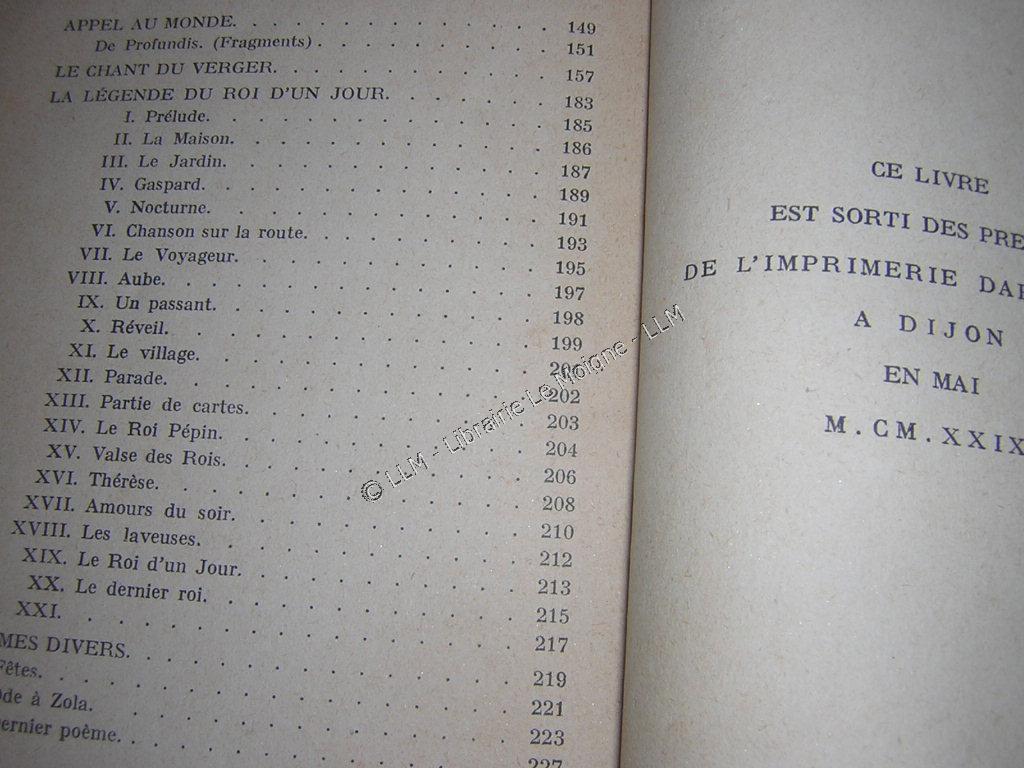 APPEL AU MONDE. 149
De Profundis. (Fragments). 151
LE CHANT DU VERGER. 157
LA LÉGENDE DU ROI D'UN JOUR. 183
I. Prélude. 185
II. La Maison. 186
III. Le Jardin. 187
IV. Gaspard. 189
V. Nocturne. 191
VI. Chanson sur la route. 193
VII. Le Voyageur. 195
VIII. Aube. 197
IX. Un passant. 198
X. Réveil. 199
XI. Le village.
XII. Parade. 202
XIII. Partie de cartes. 203
XIV. Le Roi Pépin. 204
XV. Valse des Rois. 206
XVI. Thérèse. 208
XVII. Amours du soir. 210
XVIII. Les laveuses. 212
XIX. Le Roi d'un Jour. 213
XX. Le dernier roi. 215
XXI. 217
MES DIVERS. 219
Fêtes. 221
de à Zola. 223
ernier poème. 227
CE LIVRE
EST SORTI DES PRE
DE L'IMPRIMERIE DA
A DIJON
EN MAI
M.CM.XXIX
© LLM - Librairie Le Moigne - LLM